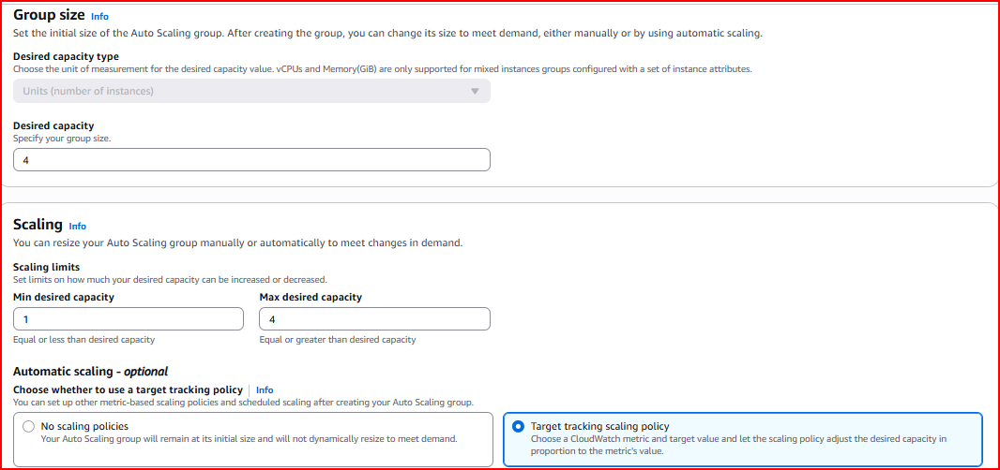 Group size Info
Set the initial size of the Auto Scaling group. After creating the group, you can change its size to meet demand, either manually or by using automatic scaling.
Desired capacity type
Choose the unit of measurement for the desired capacity value. vCPUs and Memory(GiB) are only supported for mixed instances groups configured with a set of instance attributes.
Units (number of instances)
Desired capacity
Specify your group size.
4
Scaling Info
You can resize your Auto Scaling group manually or automatically to meet changes in demand.
Scaling limits
Set limits on how much your desired capacity can be increased or decreased.
Min desired capacity
Max desired capacity
1
4
Equal or less than desired capacity
Equal or greater than desired capacity
Automatic scaling - optional
Choose whether to use a target tracking policy Info
You can set up other metric-based scaling policies and scheduled scaling after creating your Auto Scaling group.
No scaling policies
Your Auto Scaling group will remain at its initial size and will not dynamically resize to meet demand.
Target tracking scaling policy
Choose a CloudWatch metric and target value and let the scaling policy adjust the desired capacity in
proportion to the metric's value.